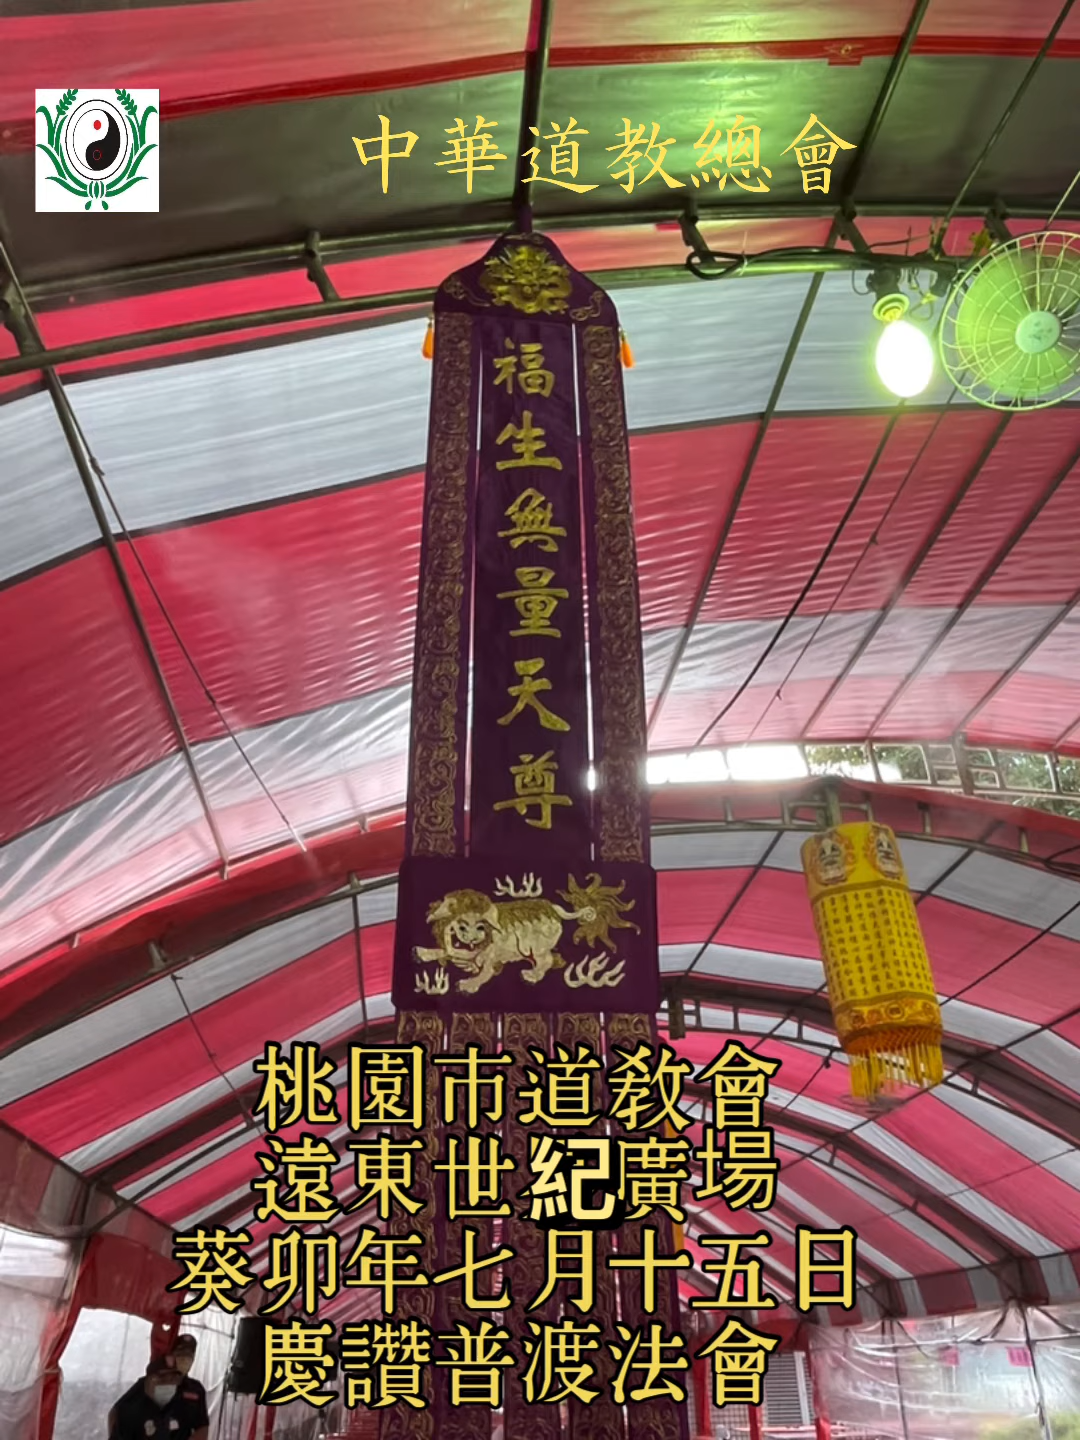 中華道教總會
福生無量天尊
桃園市道教會
遠東世紀廣場
癸卯年七月十五日
慶讚普渡法會